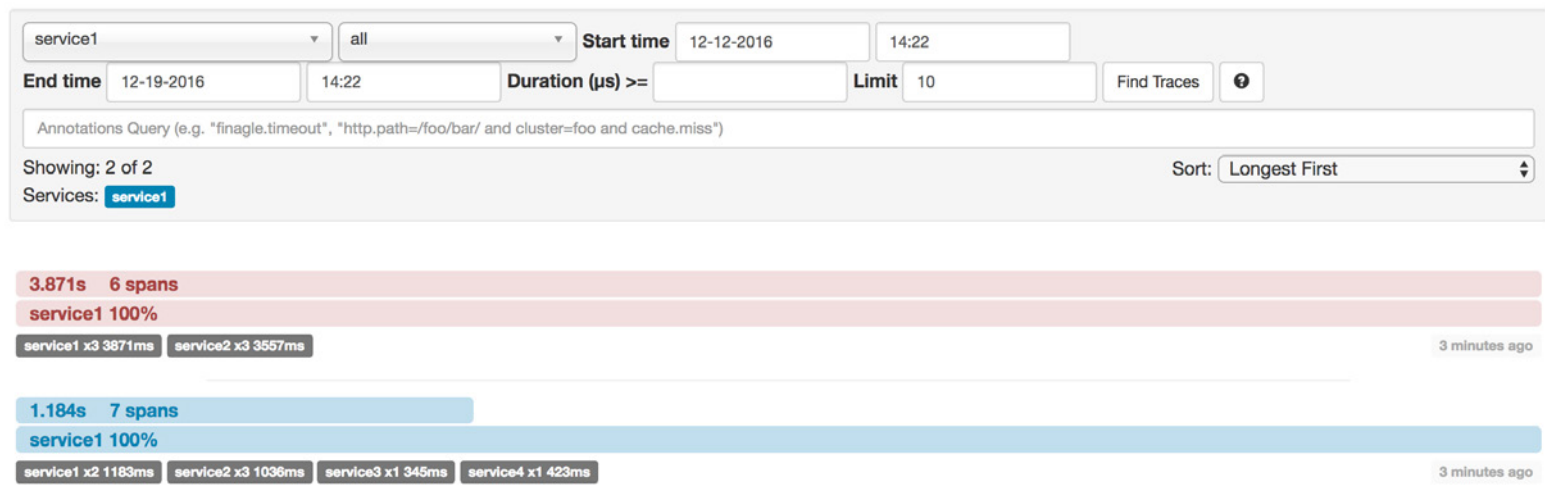 service1 all Start time 12-12-2016 14:22
End time 12-19-2016 14:22 Duration (µs) >= Limit 10 Find Traces ?
Annotations Query (e.g. "finagle.timeout", "http.path=/foo/bar/ and cluster=foo and cache.miss")
Showing: 2 of 2 Sort: Longest First
Services: service1
3.871s 6 spans
service1 100%
service1 x3 3871ms service2 x3 3557ms 3 minutes ago
1.184s 7 spans
service1 100%
service1 x2 1183ms service2 x3 1036ms service3 x1 345ms service4 x1 423ms 3 minutes ago